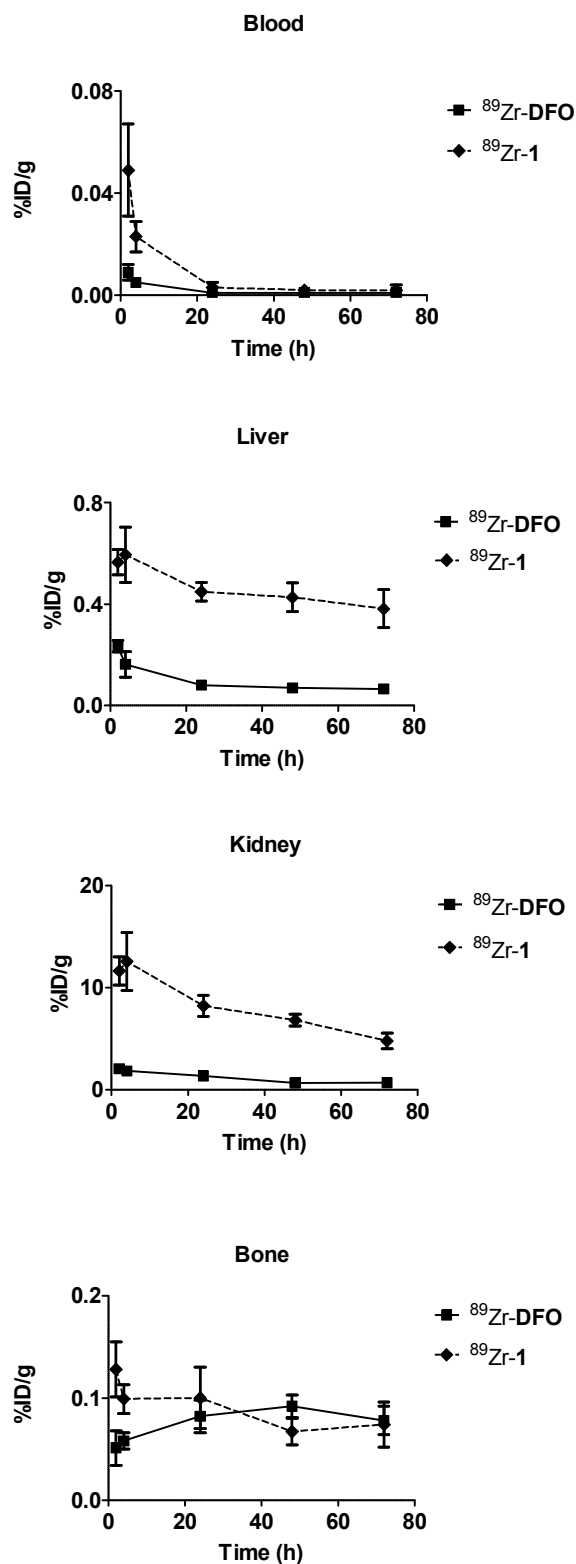 Blood
0.08
0.04
0.00
%ID/g
0 20 40 60 80
Time (h)
⁸⁹Zr-DFO
⁸⁹Zr-1
Liver
0.8
0.4
0.0
%ID/g
0 20 40 60 80
Time (h)
⁸⁹Zr-DFO
⁸⁹Zr-1
Kidney
20
10
0
%ID/g
0 20 40 60 80
Time (h)
⁸⁹Zr-DFO
⁸⁹Zr-1
Bone
0.2
0.1
0.0
%ID/g
0 20 40 60 80
Time (h)
⁸⁹Zr-DFO
⁸⁹Zr-1